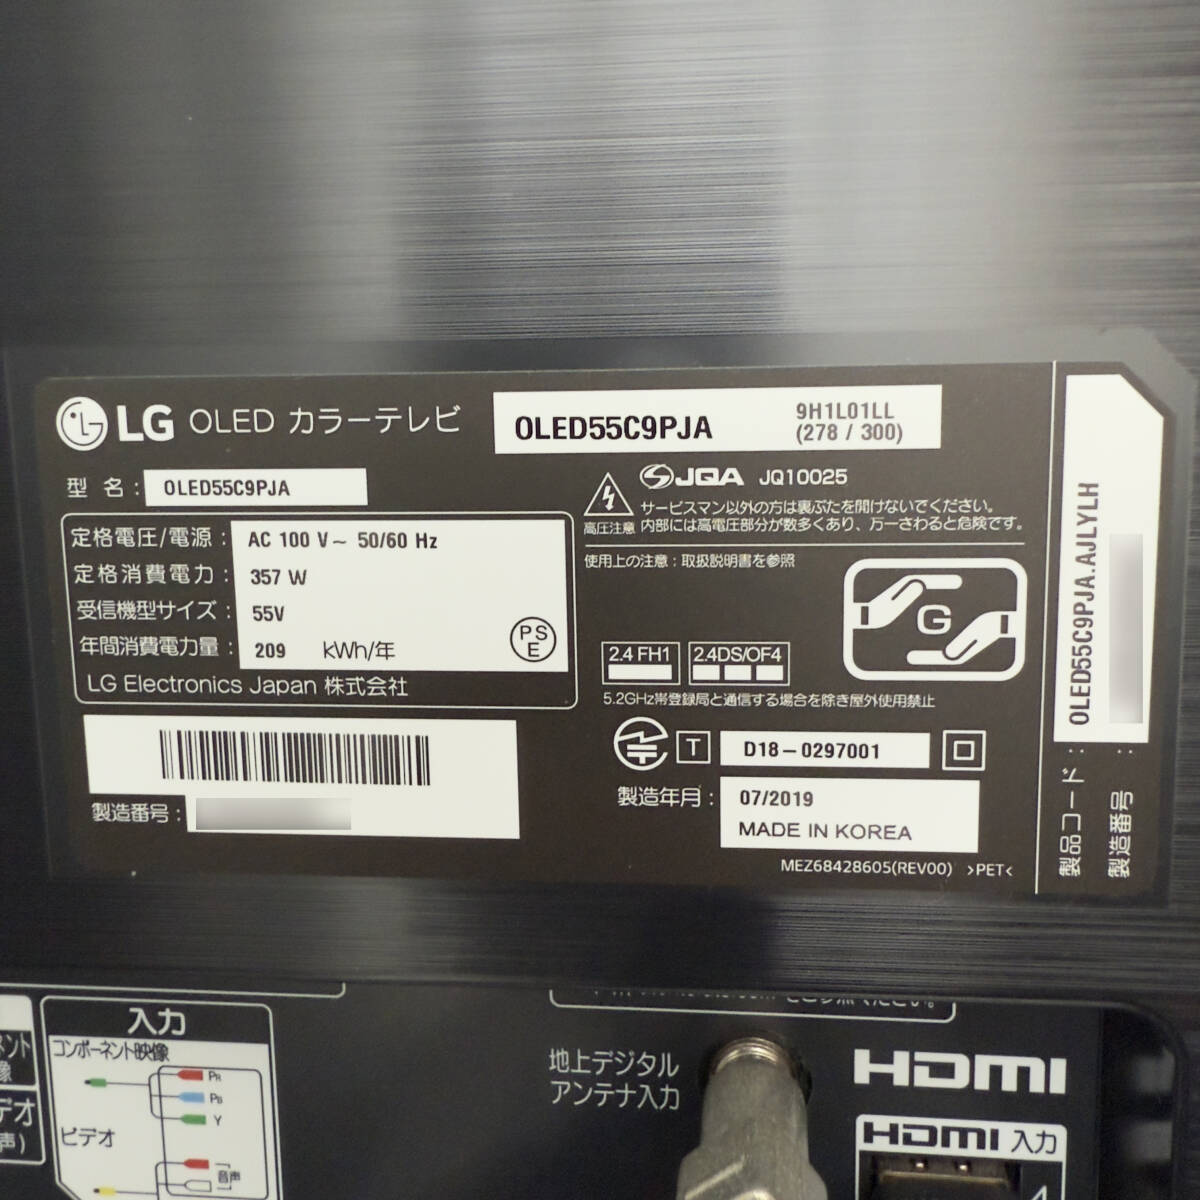 LG OLED カラーテレビ
OLED55C9PJA
9H1L01LL
(278 / 300)
型 名 : OLED55C9PJA
定格電圧/電源 : AC 100 V~ 50/60 Hz
定格消費電力 : 357 W
受信機型サイズ : 55V
年間消費電力量 : 209 kWh/年
PS
E
LG Electronics Japan 株式会社
製造番号 :
JQA JQ10025
高圧注意
サービスマン以外の方は裏ぶたを開けないでください。
内部には高電圧部分が数多くあり、万一さわると危険です。
使用上の注意 : 取扱説明書を参照
G
2.4 FH1
2.4DS/OF4
5.2GHz帯登録局と通信する場合を除き屋外使用禁止
T D18-0297001
製造年月 : 07/2019
MADE IN KOREA
MEZ68428605(REV00) >PET<
製品コード : OLED55C9PJA.AJLYLH
製造番号 :
入力
コンポーネント映像
PR
PB
Y
ビデオ
音声
地上デジタル
アンテナ入力
HDMI
HDMI 入力